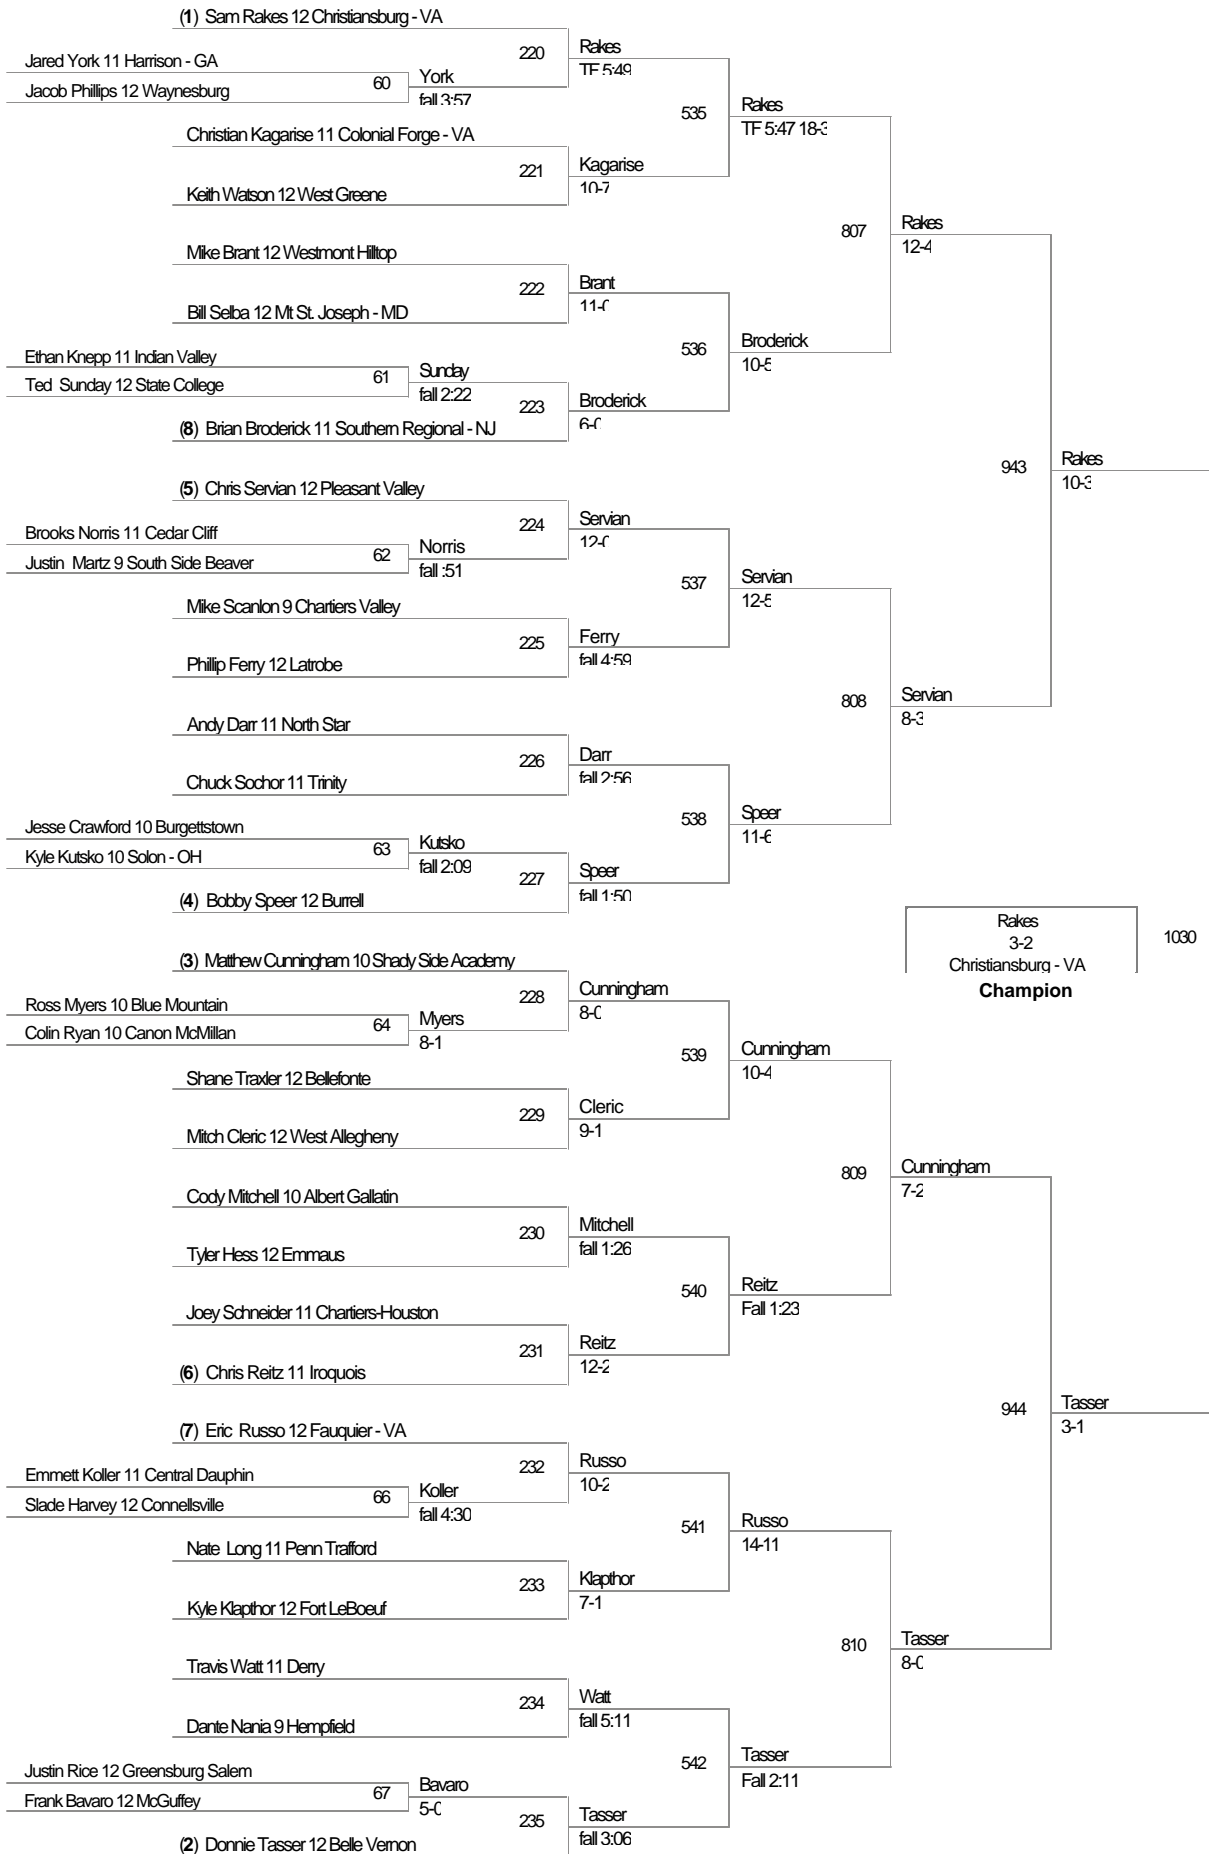 (1) Sam Rakes 12 Christiansburg - VA
220
Rakes
TF 5:49
Jared York 11 Harrison - GA
60
York
Jacob Phillips 12 Waynesburg
fall 3:57
535
Rakes
TF 5:47 18-3
Christian Kagarise 11 Colonial Forge - VA
221
Kagarise
10-7
Keith Watson 12 West Greene
807
Rakes
12-4
Mike Brant 12 Westmont Hilltop
222
Brant
11-0
Bill Selba 12 Mt St. Joseph - MD
536
Broderick
10-5
Ethan Knepp 11 Indian Valley
61
Sunday
Ted Sunday 12 State College
fall 2:22
223
Broderick
6-0
(8) Brian Broderick 11 Southern Regional - NJ
943
Rakes
10-3
(5) Chris Servian 12 Pleasant Valley
224
Servian
12-0
Brooks Norris 11 Cedar Cliff
62
Norris
Justin Martz 9 South Side Beaver
fall :51
537
Servian
12-5
Mike Scanlon 9 Chartiers Valley
225
Ferry
fall 4:59
Phillip Ferry 12 Latrobe
808
Servian
8-3
Andy Darr 11 North Star
226
Darr
fall 2:56
Chuck Sochor 11 Trinity
538
Speer
11-6
Jesse Crawford 10 Burgettstown
63
Kutsko
Kyle Kutsko 10 Solon - OH
fall 2:09
227
Speer
fall 1:50
(4) Bobby Speer 12 Burrell
Rakes
3-2
1030
Christiansburg - VA
Champion
(3) Matthew Cunningham 10 Shady Side Academy
228
Cunningham
8-0
Ross Myers 10 Blue Mountain
64
Myers
Colin Ryan 10 Canon McMillan
8-1
539
Cunningham
10-4
Shane Traxler 12 Bellefonte
229
Cleric
9-1
Mitch Cleric 12 West Allegheny
809
Cunningham
7-2
Cody Mitchell 10 Albert Gallatin
230
Mitchell
fall 1:26
Tyler Hess 12 Emmaus
540
Reitz
Fall 1:23
Joey Schneider 11 Chartiers-Houston
231
Reitz
12-2
(6) Chris Reitz 11 Iroquois
944
Tasser
3-1
(7) Eric Russo 12 Fauquier - VA
232
Russo
10-2
Emmett Koller 11 Central Dauphin
66
Koller
Slade Harvey 12 Connellsville
fall 4:30
541
Russo
14-11
Nate Long 11 Penn Trafford
233
Klapthor
7-1
Kyle Klapthor 12 Fort LeBoeuf
810
Tasser
8-0
Travis Watt 11 Derry
234
Watt
fall 5:11
Dante Nania 9 Hempfield
542
Tasser
Fall 2:11
Justin Rice 12 Greensburg Salem
67
Bavaro
Frank Bavaro 12 McGuffey
5-0
235
Tasser
fall 3:06
(2) Donnie Tasser 12 Belle Vernon